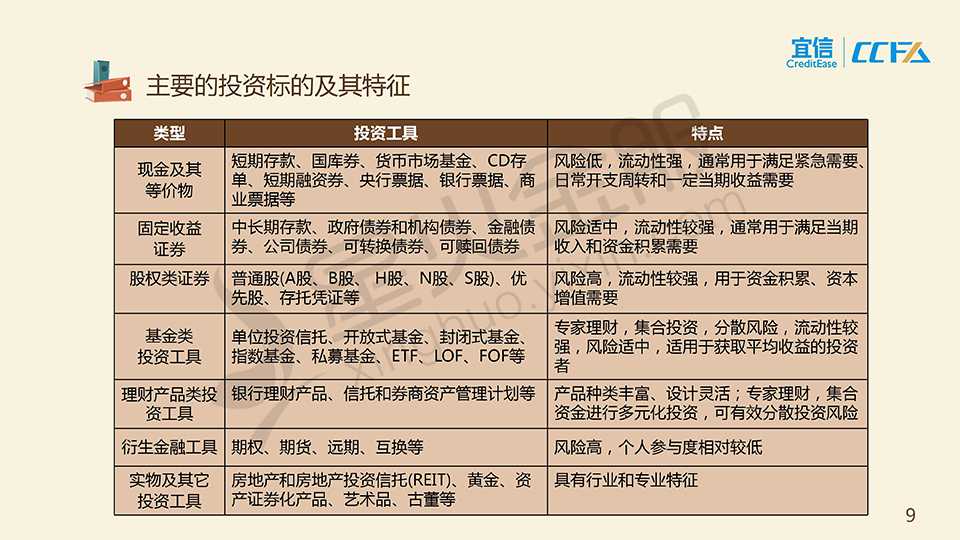 宜信
CreditEase
CCFA
主要的投资标的及其特征
类型
投资工具
特点
现金及其
等价物
短期存款、国库券、货币市场基金、CD存
单、短期融资券、央行票据、银行票据、商
业票据等
风险低，流动性强，通常用于满足紧急需要、
日常开支周转和一定当期收益需要
固定收益
证券
中长期存款、政府债券和机构债券、金融债
券、公司债券、可转换债券、可赎回债券
风险适中，流动性较强，通常用于满足当期
收入和资金积累需要
股权类证券
普通股(A股、B股、H股、N股、S股)、优
先股、存托凭证等
风险高，流动性较强，用于资金积累、资本
增值需要
基金类
投资工具
单位投资信托、开放式基金、封闭式基金、
指数基金、私募基金、ETF、LOF、FOF等
专家理财，集合投资，分散风险，流动性较
强，风险适中，适用于获取平均收益的投资
者
理财产品类投
资工具
银行理财产品、信托和券商资产管理计划等
产品种类丰富、设计灵活；专家理财，集合
资金进行多元化投资，可有效分散投资风险
衍生金融工具
期权、期货、远期、互换等
风险高，个人参与度相对较低
实物及其它
投资工具
房地产和房地产投资信托(REIT)、黄金、资
产证券化产品、艺术品、古董等
具有行业和专业特征
9